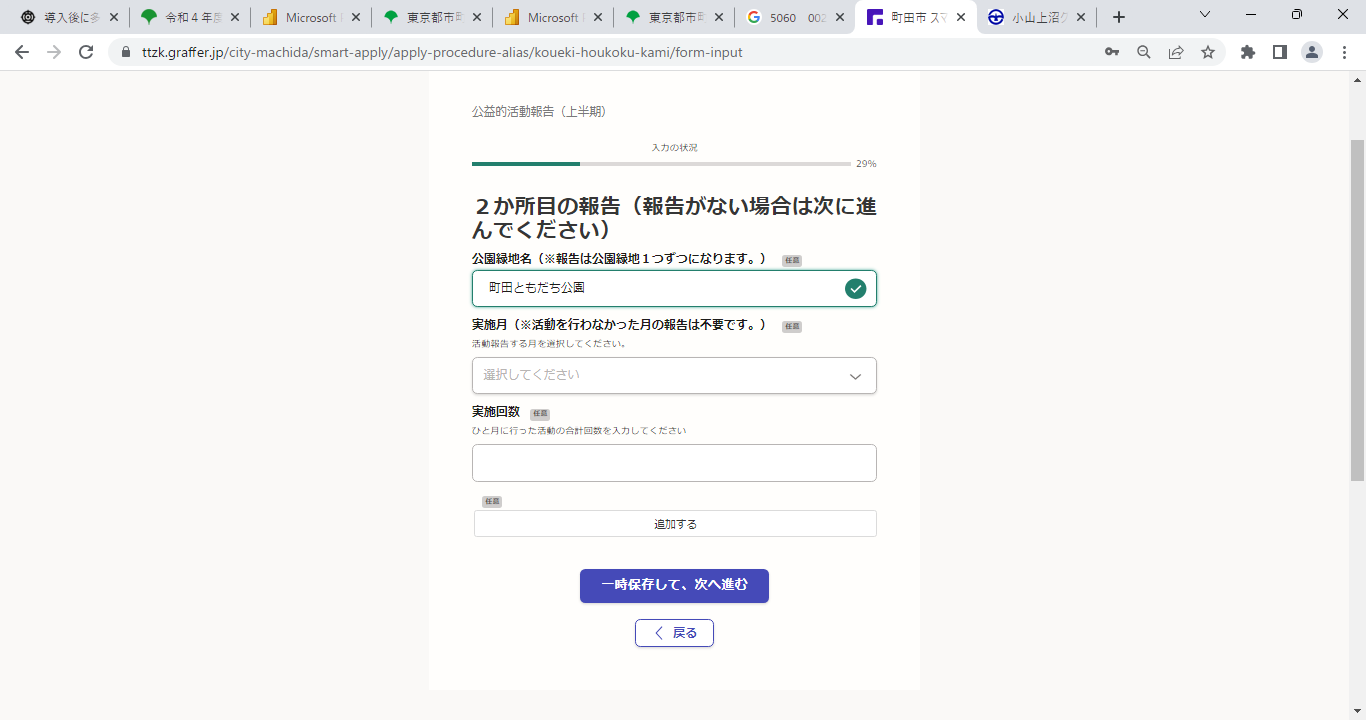 導入後に多
令和４年度
Microsoft
東京都市町
Microsoft
東京都市町
5060 002
町田市 スマ
小山上沼ク
ttzk.graffer.jp/city-machida/smart-apply/apply-procedure-alias/koueki-houkoku-kami/form-input
公益的活動報告（上半期）
入力の状況
29%
２か所目の報告（報告がない場合は次に進
んでください）
公園緑地名（※報告は公園緑地１つずつになります。） 任意
町田ともだち公園
実施月（※活動を行わなかった月の報告は不要です。） 任意
活動報告する月を選択してください。
選択してください
実施回数 任意
ひと月に行った活動の合計回数を入力してください
任意
追加する
一時保存して、次へ進む
戻る